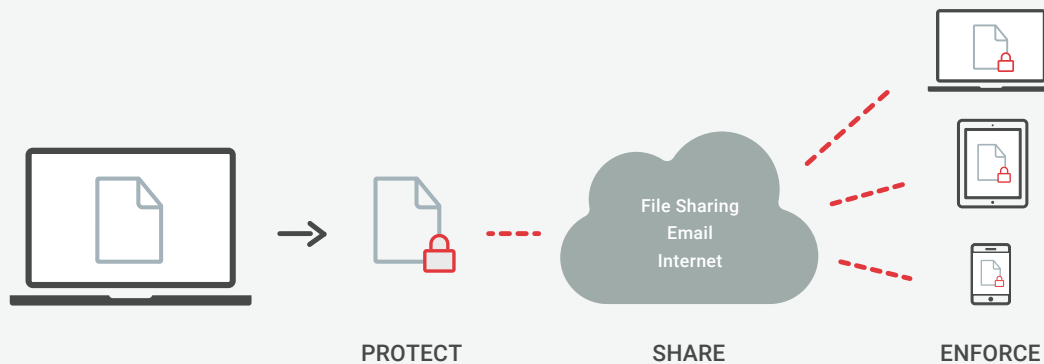 File Sharing
Email
Internet
PROTECT
SHARE
ENFORCE